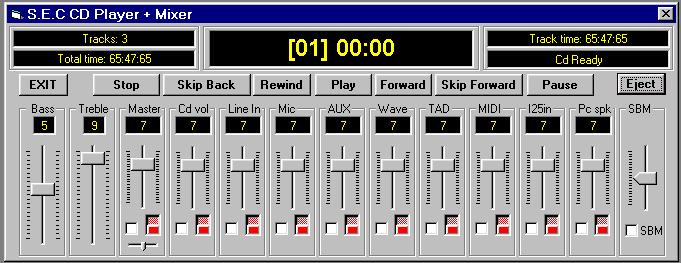 S.E.C CD Player + Mixer
Tracks: 3
Total time: 65:47:65
[01] 00:00
Track time: 65:47:65
Cd Ready
EXIT Stop Skip Back Rewind Play Forward Skip Forward Pause Eject
Bass Treble Master Cd vol Line In Mic AUX Wave TAD MIDI I25in Pc spk SBM
5 9 7 7 7 7 7 7 7 7 7 7
SBM